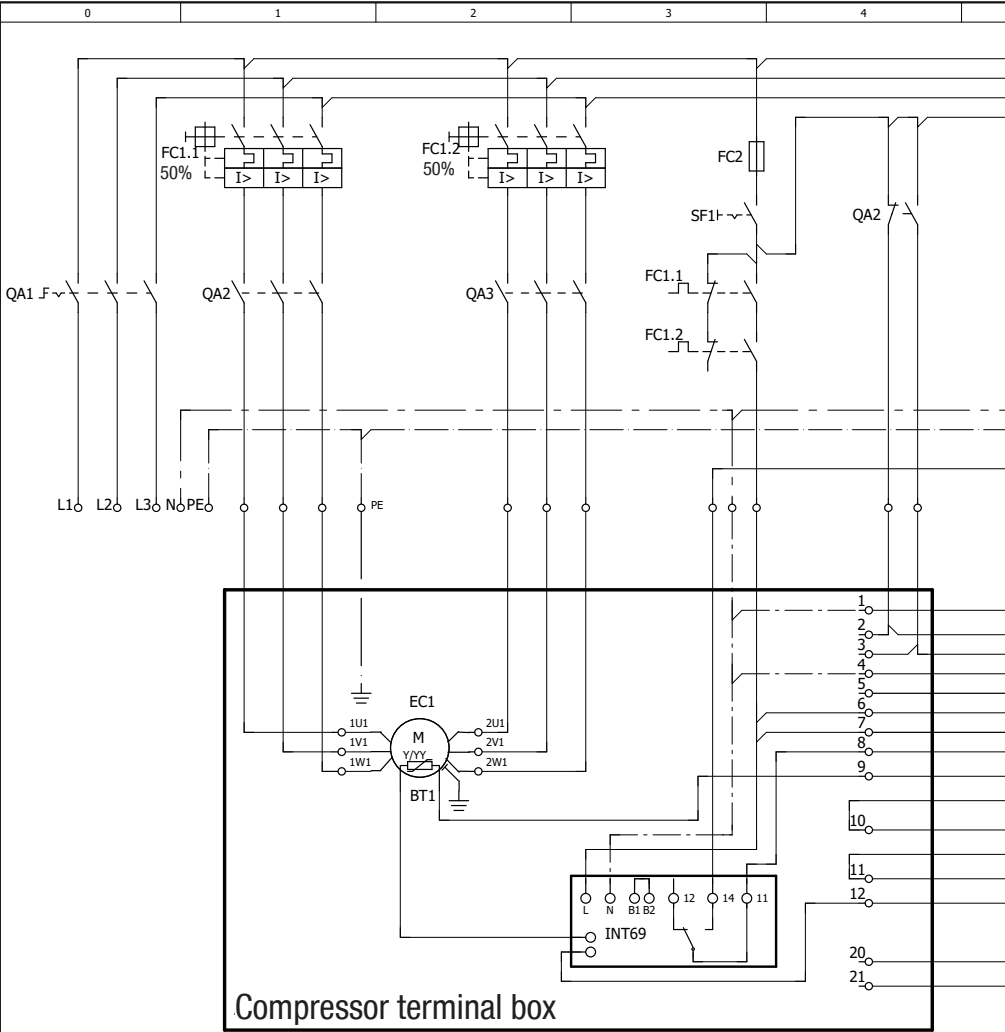 0 1 2 3 4
FC1.1
50%
I> I> I>
FC1.2
50%
I> I> I>
FC2
SF1
QA2
FC1.1
QA1
QA2
QA3
FC1.2
L1 L2 L3 N PE
PE
1
2
3
4
5
6
7
8
9
10
11
12
20
21
EC1
1U1
1V1
1W1
M
Y/YY
2U1
2V1
2W1
BT1
L N B1 B2 12 14 11
INT69
Compressor terminal box